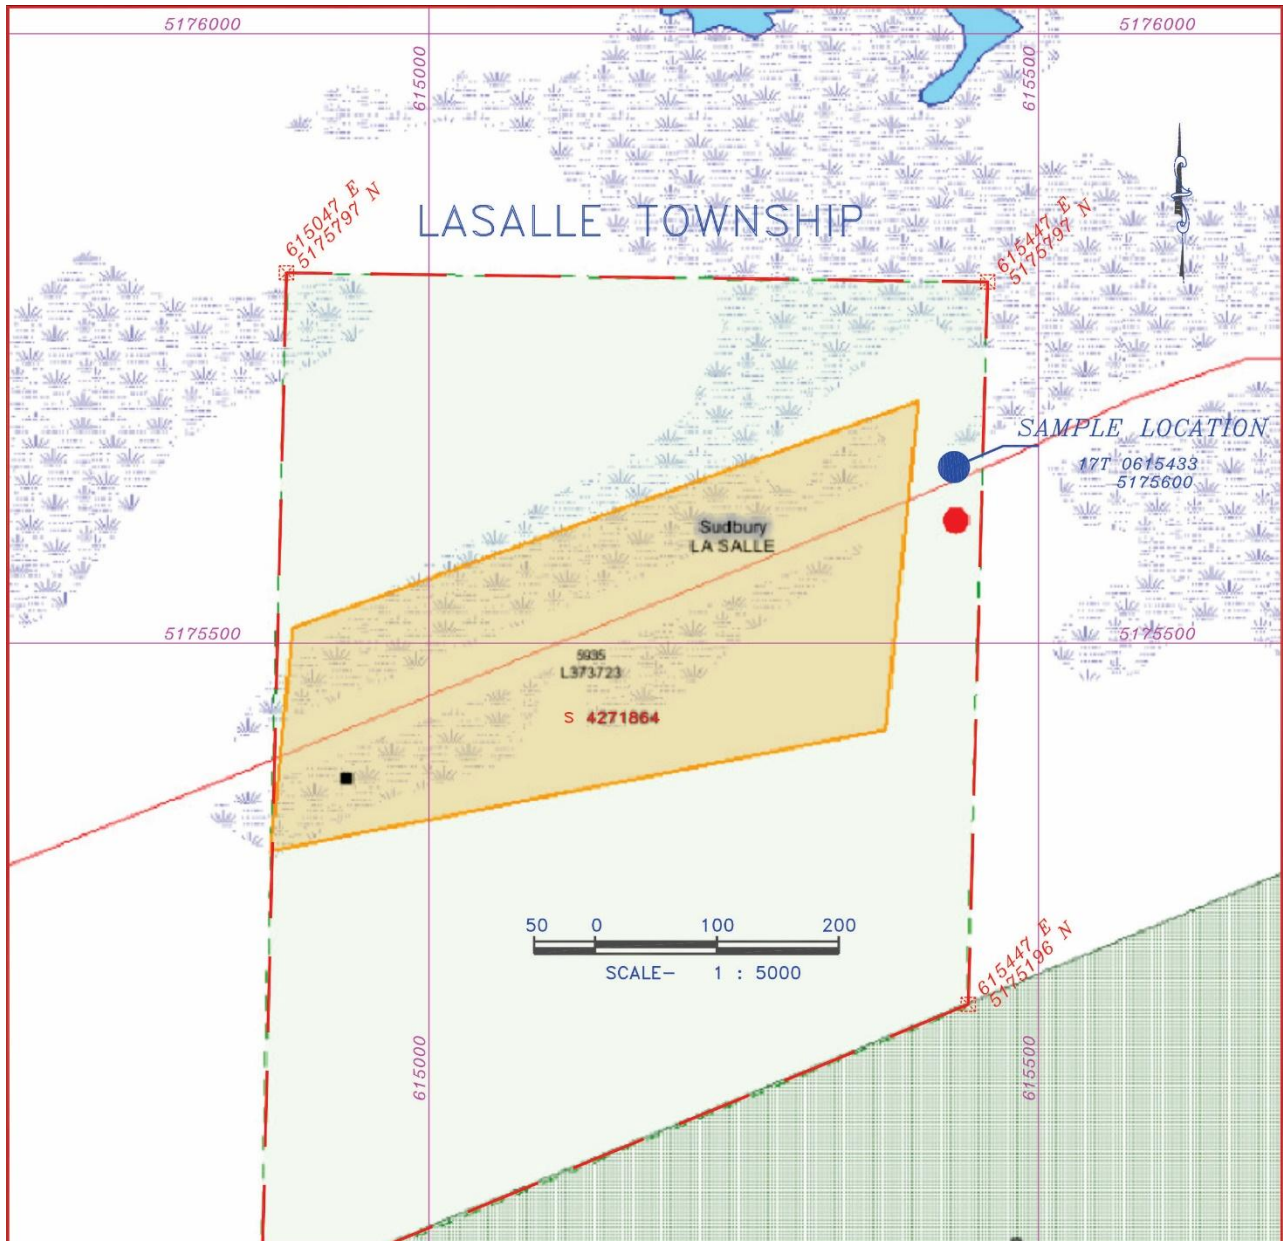 5176000
5176000
615000
615500
615047 E
5175797 N
LASALLE TOWNSHIP
615447 E
5175797 N
SAMPLE LOCATION
17T 0615433
5175600
Sudbury
LA SALLE
5175500
5175500
5935
L373723
S 4271864
50 0 100 200
SCALE- 1 : 5000
615447 E
5175196 N
615000
615500